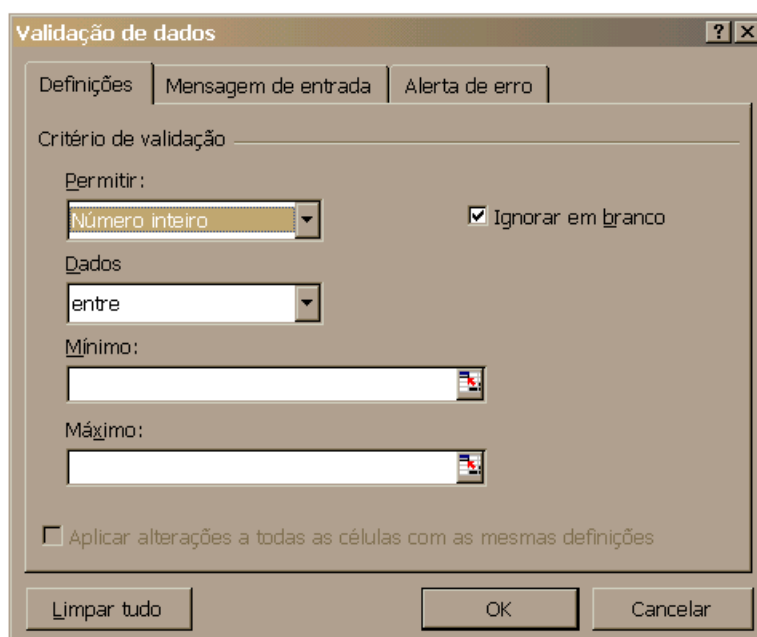 Validação de dados
Definições Mensagem de entrada Alerta de erro
Critério de validação
Permitir:
Número inteiro Ignorar em branco
Dados
entre
Mínimo:
Máximo:
Aplicar alterações a todas as células com as mesmas definições
Limpar tudo OK Cancelar